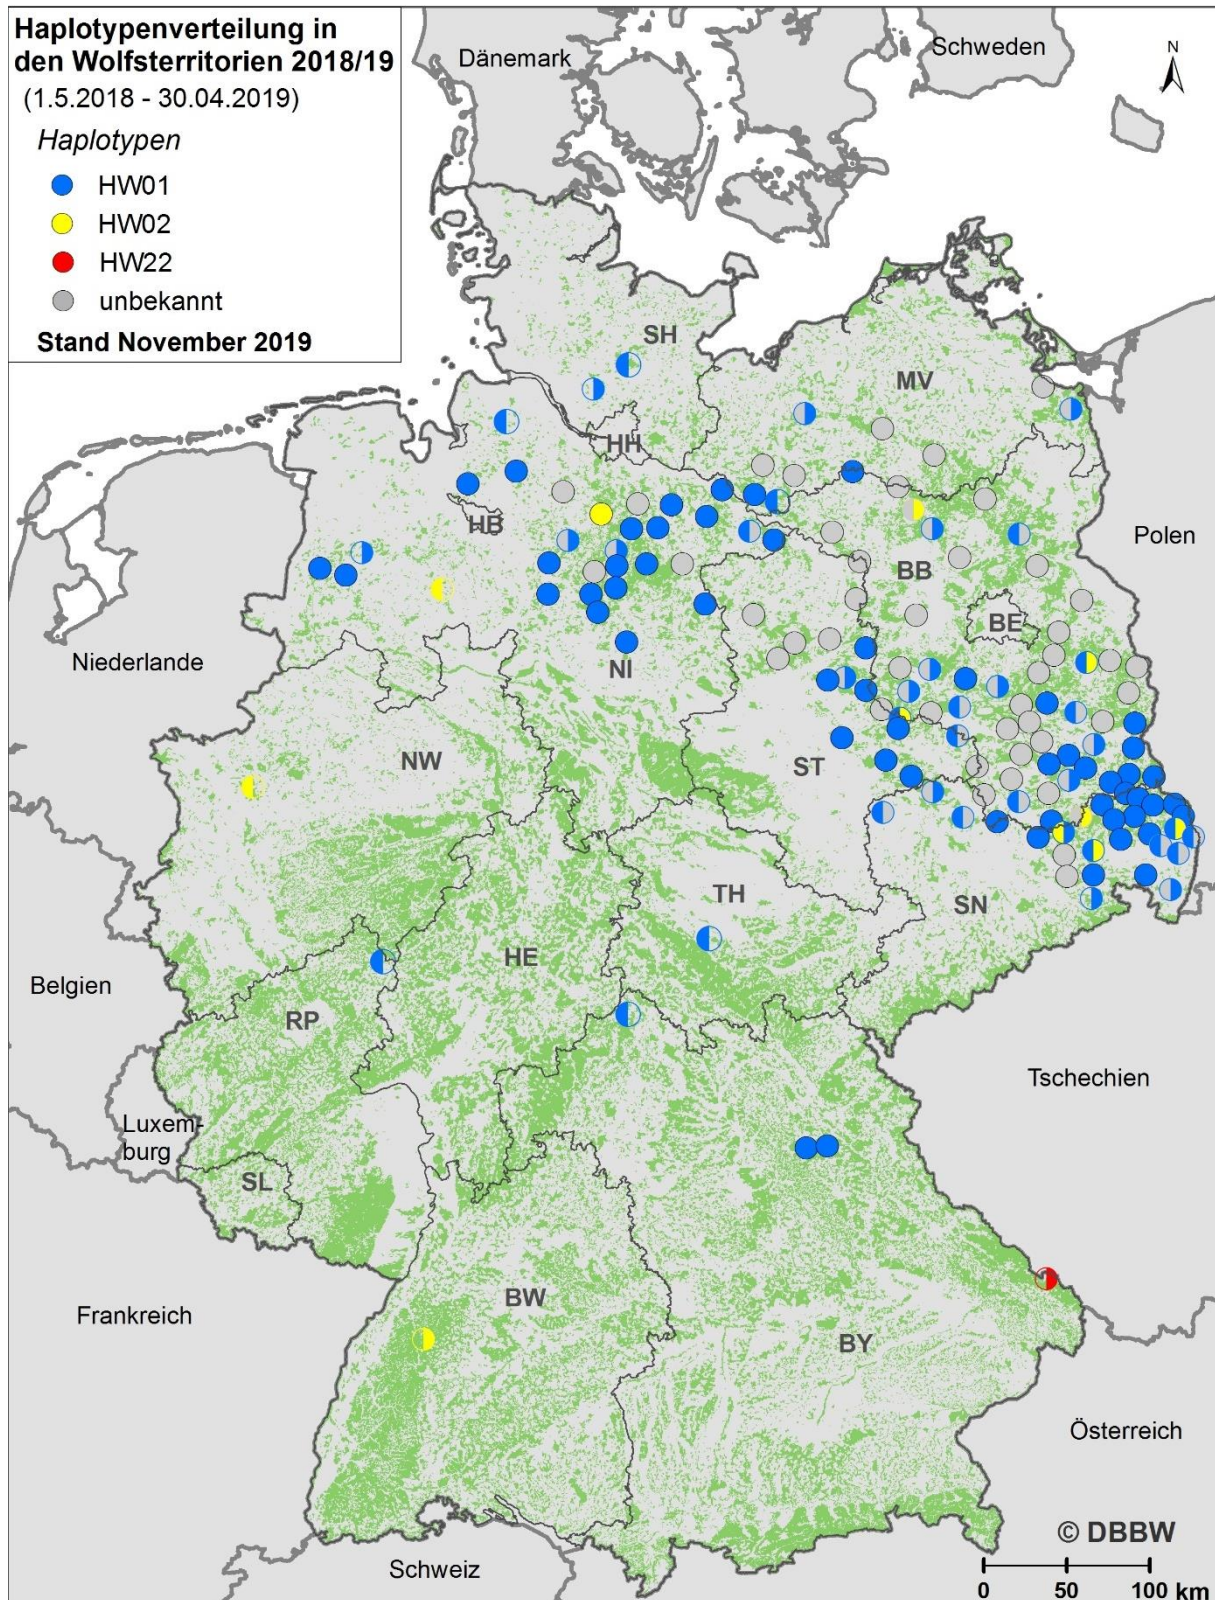 Haplotypenverteilung in
den Wolfsterritorien 2018/19
(1.5.2018 - 30.04.2019)
Haplotypen
HW01
HW02
HW22
unbekannt
Stand November 2019
Dänemark
Schweden
N
SH
MV
HH
HB
Polen
BB
BE
Niederlande
NI
NW
ST
TH
SN
HE
Belgien
RP
Tschechien
Luxem-
burg
SL
Frankreich
BW
BY
Österreich
© DBBW
Schweiz
0 50 100 km